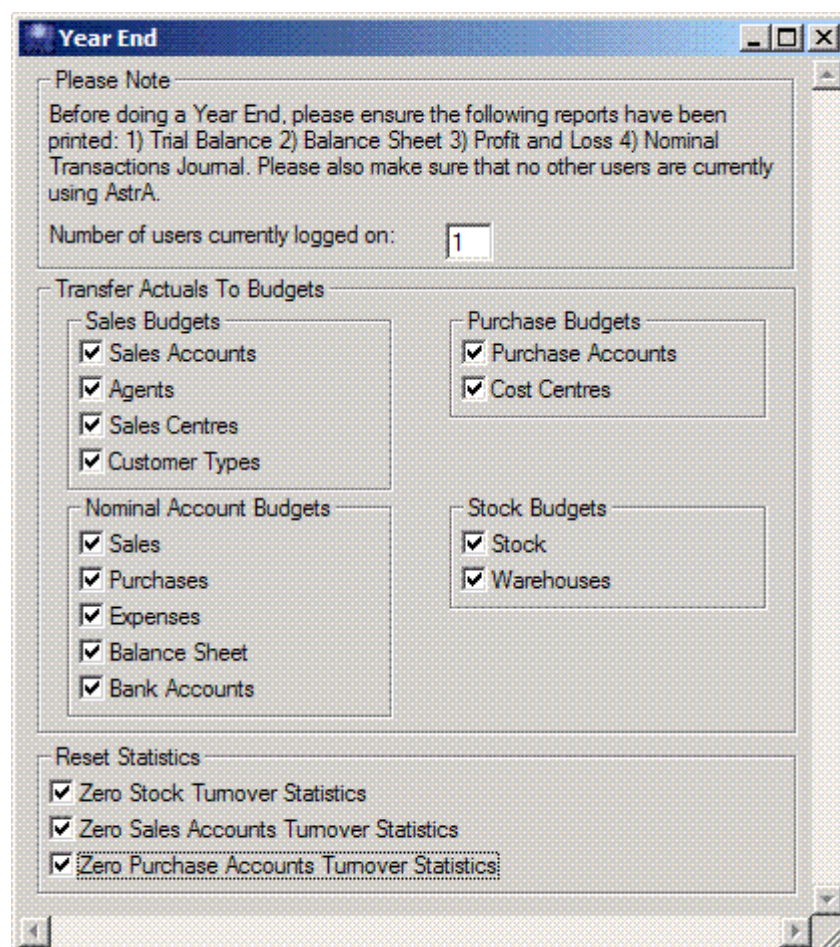 Year End
Please Note
Before doing a Year End, please ensure the following reports have been
printed: 1) Trial Balance 2) Balance Sheet 3) Profit and Loss 4) Nominal
Transactions Journal. Please also make sure that no other users are currently
using AstrA.
Number of users currently logged on: 1
Transfer Actuals To Budgets
Sales Budgets
Sales Accounts
Agents
Sales Centres
Customer Types
Purchase Budgets
Purchase Accounts
Cost Centres
Nominal Account Budgets
Sales
Purchases
Expenses
Balance Sheet
Bank Accounts
Stock Budgets
Stock
Warehouses
Reset Statistics
Zero Stock Turnover Statistics
Zero Sales Accounts Turnover Statistics
Zero Purchase Accounts Turnover Statistics